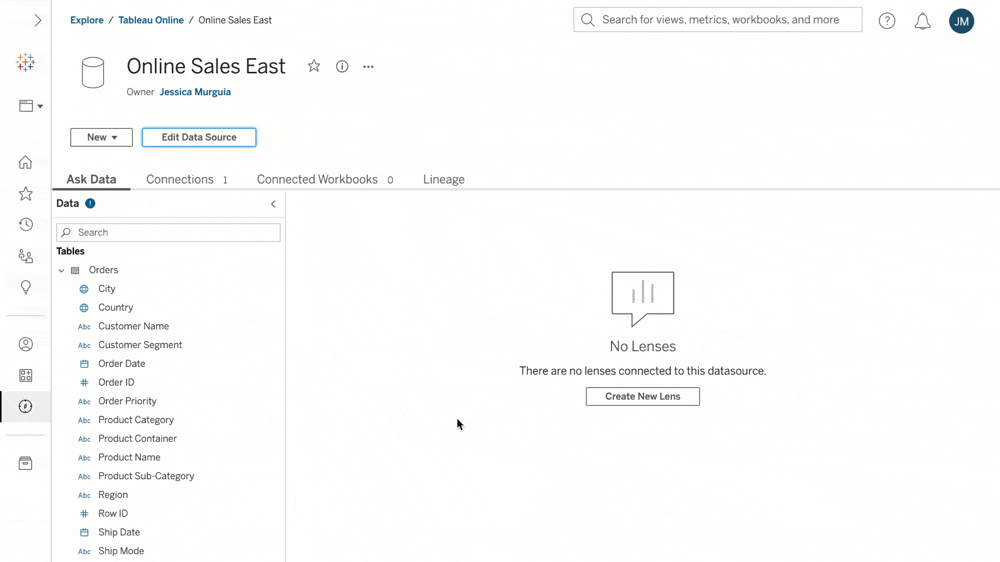 Explore / Tableau Online / Online Sales East
Search for views, metrics, workbooks, and more
?
JM
Online Sales East
i
Owner Jessica Murguia
New
Edit Data Source
Ask Data
Connections 1
Connected Workbooks 0
Lineage
Data !
Search
Tables
Orders
City
Country
Abc Customer Name
Abc Customer Segment
Order Date
# Order ID
Abc Order Priority
Abc Product Category
Abc Product Container
Abc Product Name
Abc Product Sub-Category
Abc Region
# Row ID
Ship Date
Abc Ship Mode
No Lenses
There are no lenses connected to this datasource.
Create New Lens